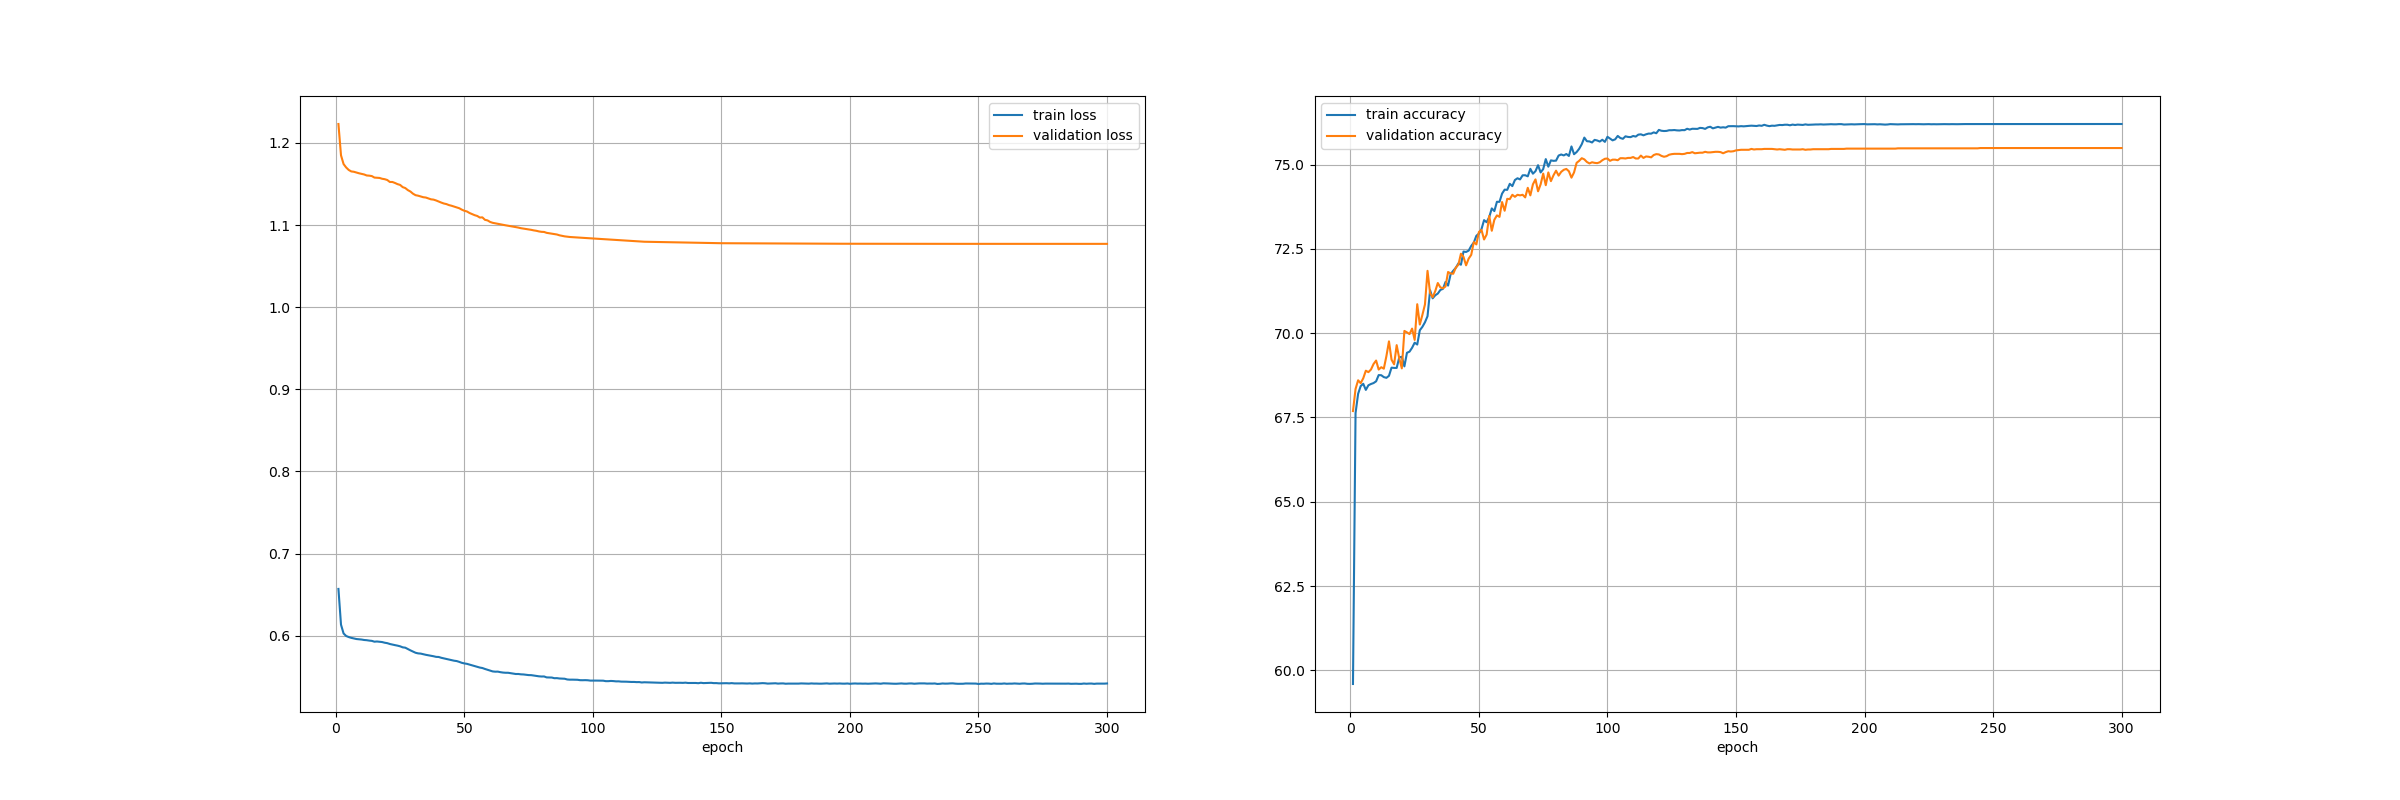 train loss
validation loss
1.2
1.1
1.0
0.9
0.8
0.7
0.6
0 50 100 150 200 250 300
epoch
train accuracy
validation accuracy
75.0
72.5
70.0
67.5
65.0
62.5
60.0
0 50 100 150 200 250 300
epoch